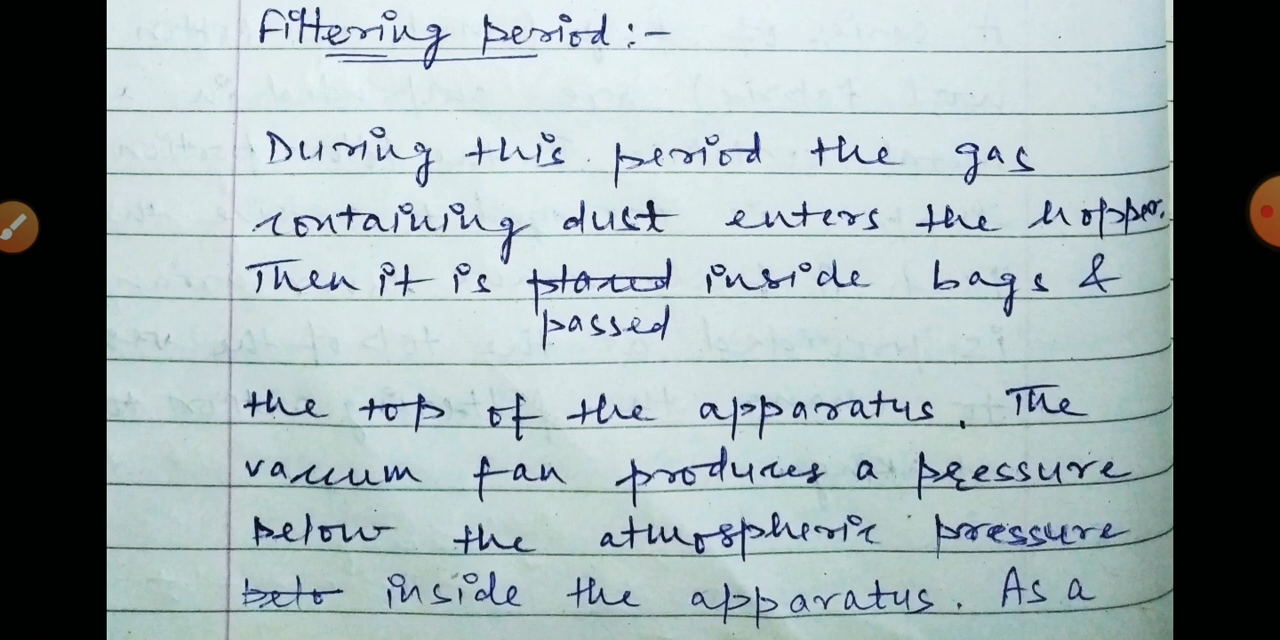 Filtering period:-
During this period the gas
containing dust enters the hopper.
Then it is placed inside bags &
passed
the top of the apparatus. The
vaccum fan produces a pressure
below the atmospheric pressure
belo inside the apparatus. As a